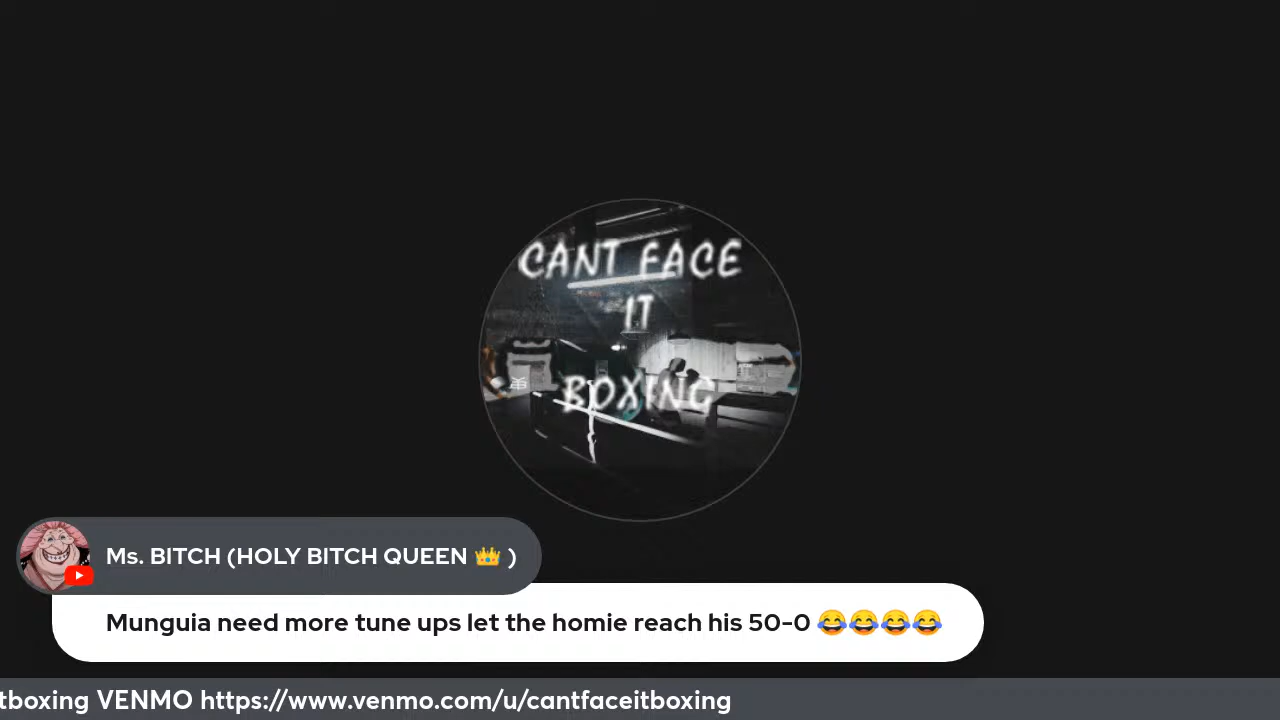 CANT FACE
IT
BOXING
Ms. BITCH (HOLY BITCH QUEEN 👑 )
Munguia need more tune ups let the homie reach his 50-0 😂😂😂😂
tboxing VENMO https://www.venmo.com/u/cantfaceitboxing